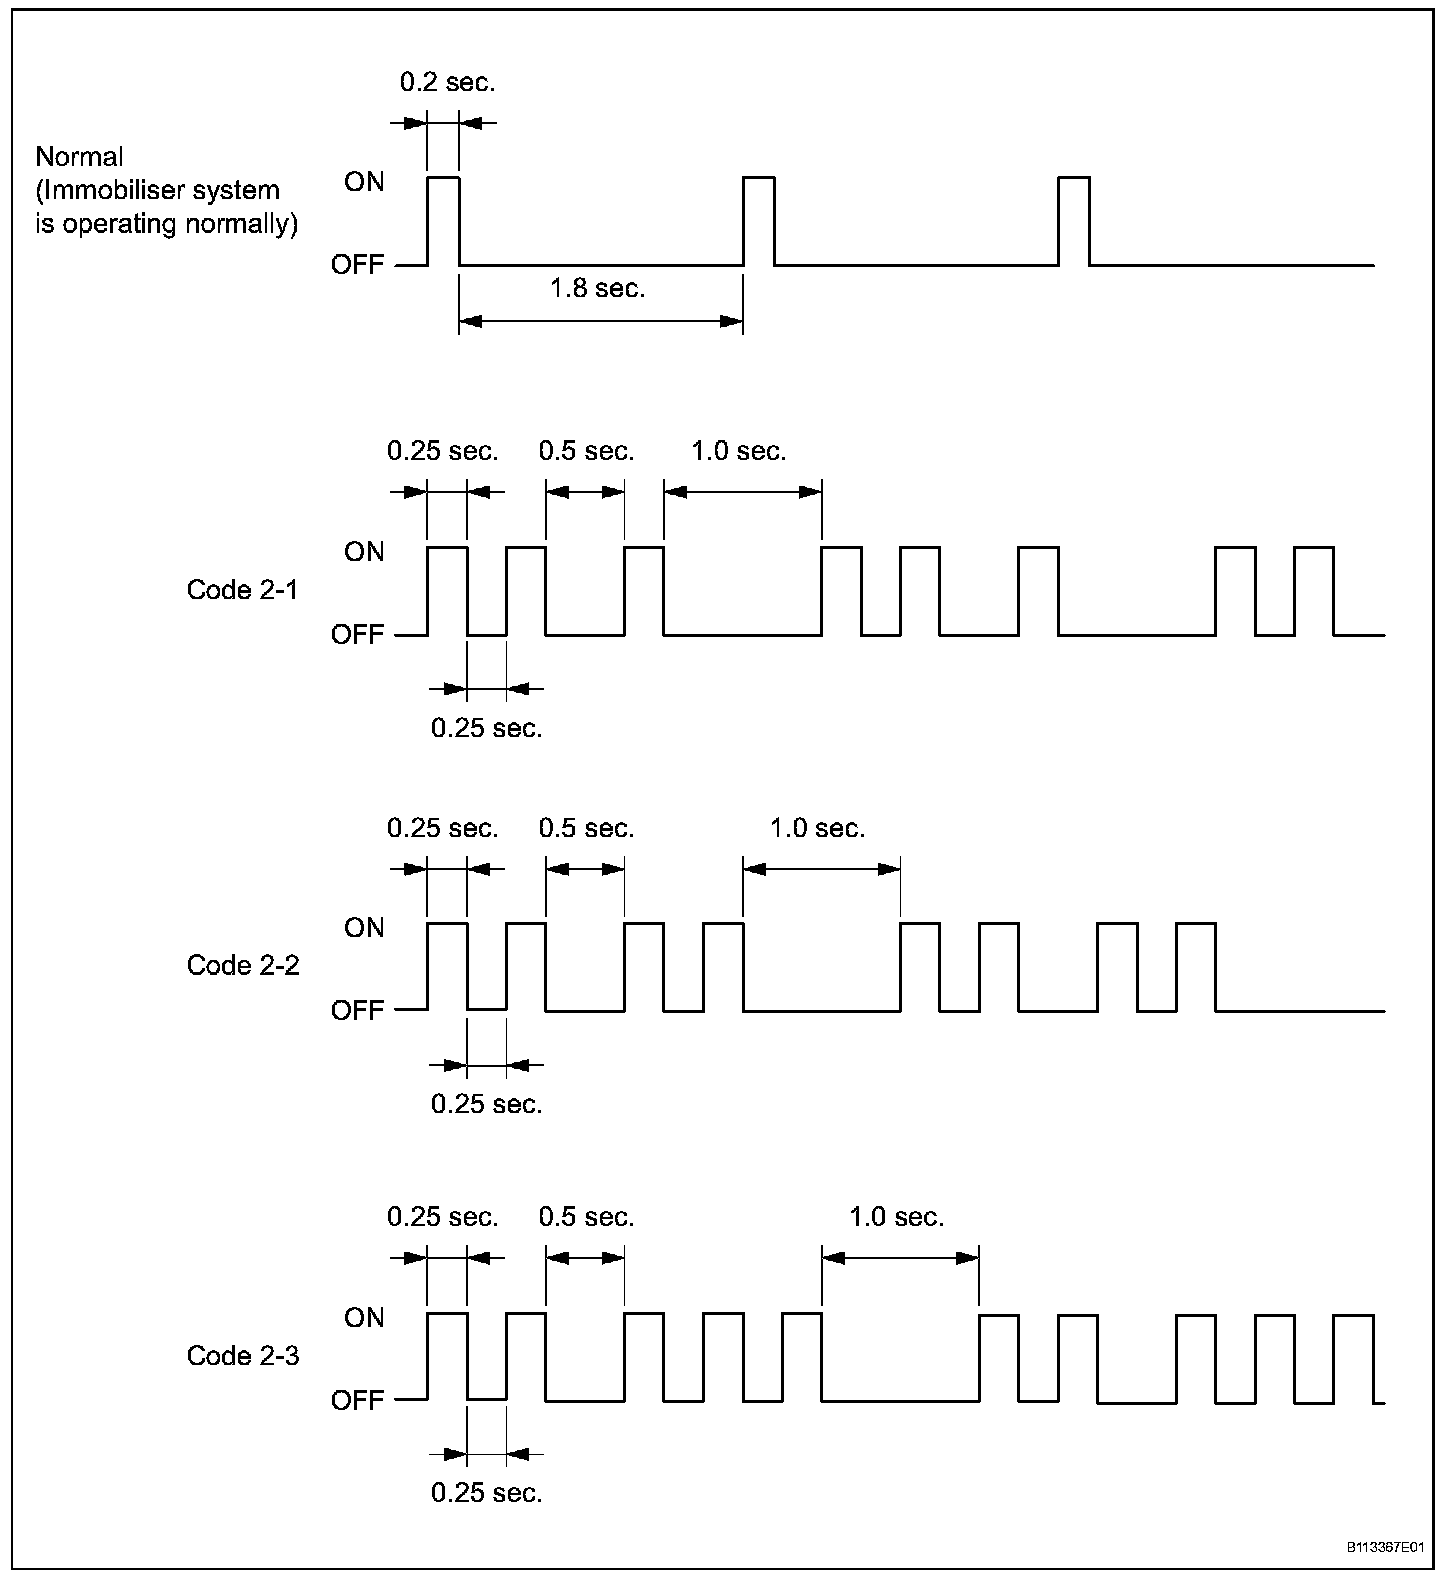 0.2 sec.
Normal
(Immobiliser system
is operating normally)
ON
OFF
1.8 sec.
0.25 sec.
0.5 sec.
1.0 sec.
ON
Code 2-1
OFF
0.25 sec.
0.25 sec.
0.5 sec.
1.0 sec.
ON
Code 2-2
OFF
0.25 sec.
0.25 sec.
0.5 sec.
1.0 sec.
ON
Code 2-3
OFF
0.25 sec.
B113367E01